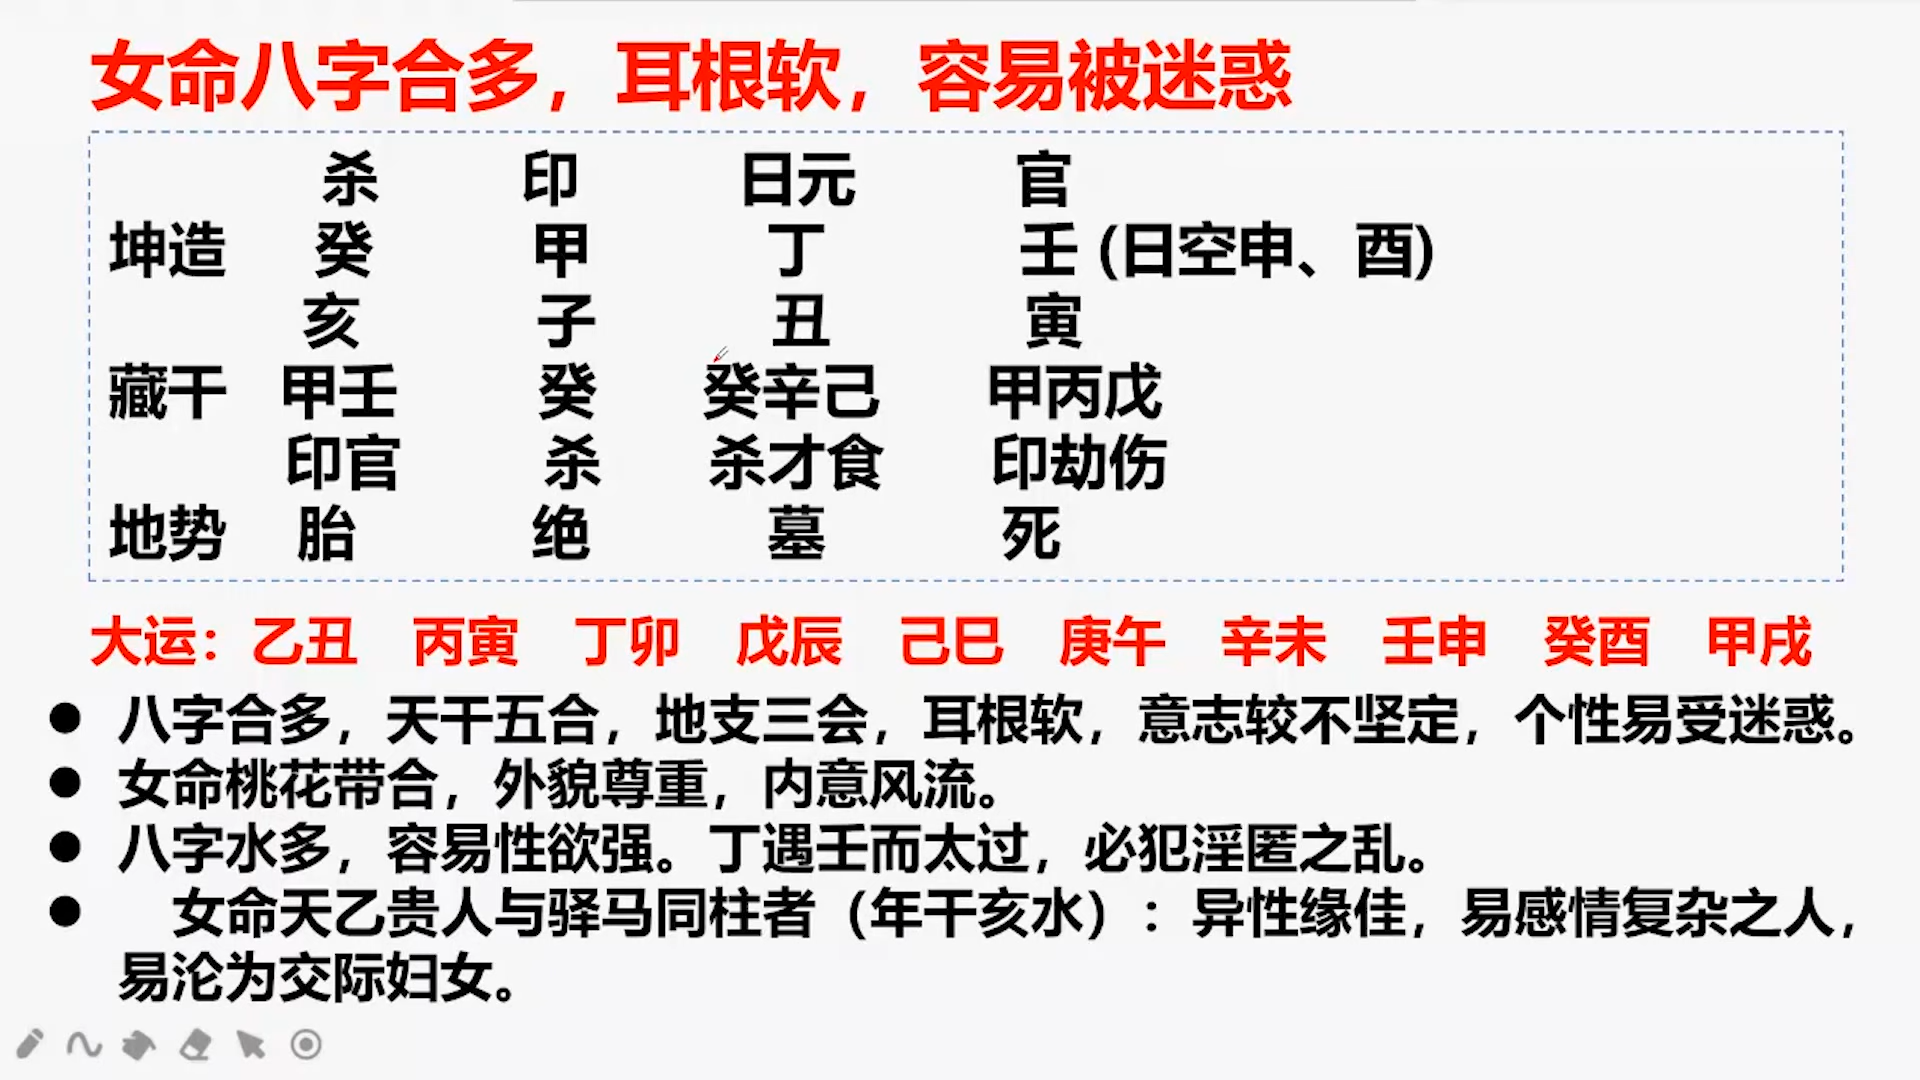 女命八字合多，耳根软，容易被迷惑
杀 印 日元 官
坤造 癸 甲 丁 壬 (日空申、酉)
亥 子 丑 寅
藏干 甲壬 癸 癸辛己 甲丙戊
印官 杀 杀才食 印劫伤
地势 胎 绝 墓 死
大运：乙丑 丙寅 丁卯 戊辰 己巳 庚午 辛未 壬申 癸酉 甲戌
● 八字合多，天干五合，地支三会，耳根软，意志较不坚定，个性易受迷惑。
● 女命桃花带合，外貌尊重，内意风流。
● 八字水多，容易性欲强。丁遇壬而太过，必犯淫匿之乱。
● 女命天乙贵人与驿马同柱者（年干亥水）：异性缘佳，易感情复杂之人，
易沦为交际妇女。